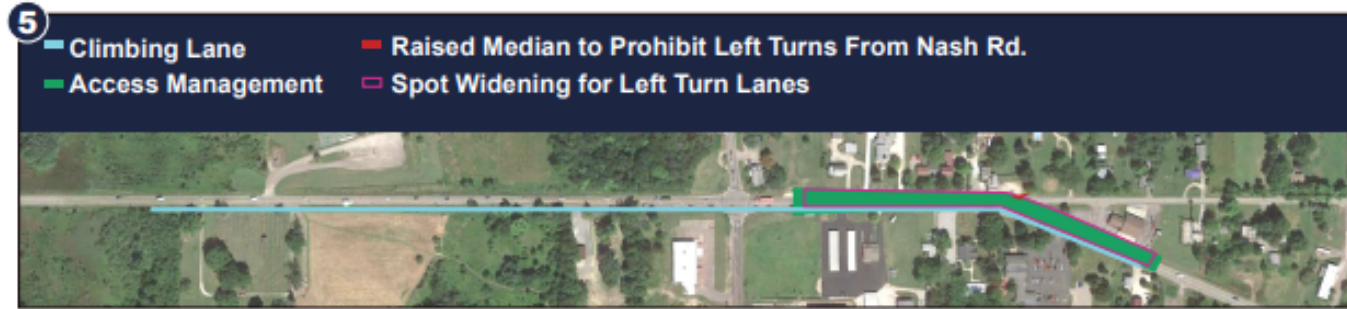 5
Climbing Lane
Raised Median to Prohibit Left Turns From Nash Rd.
Access Management
Spot Widening for Left Turn Lanes